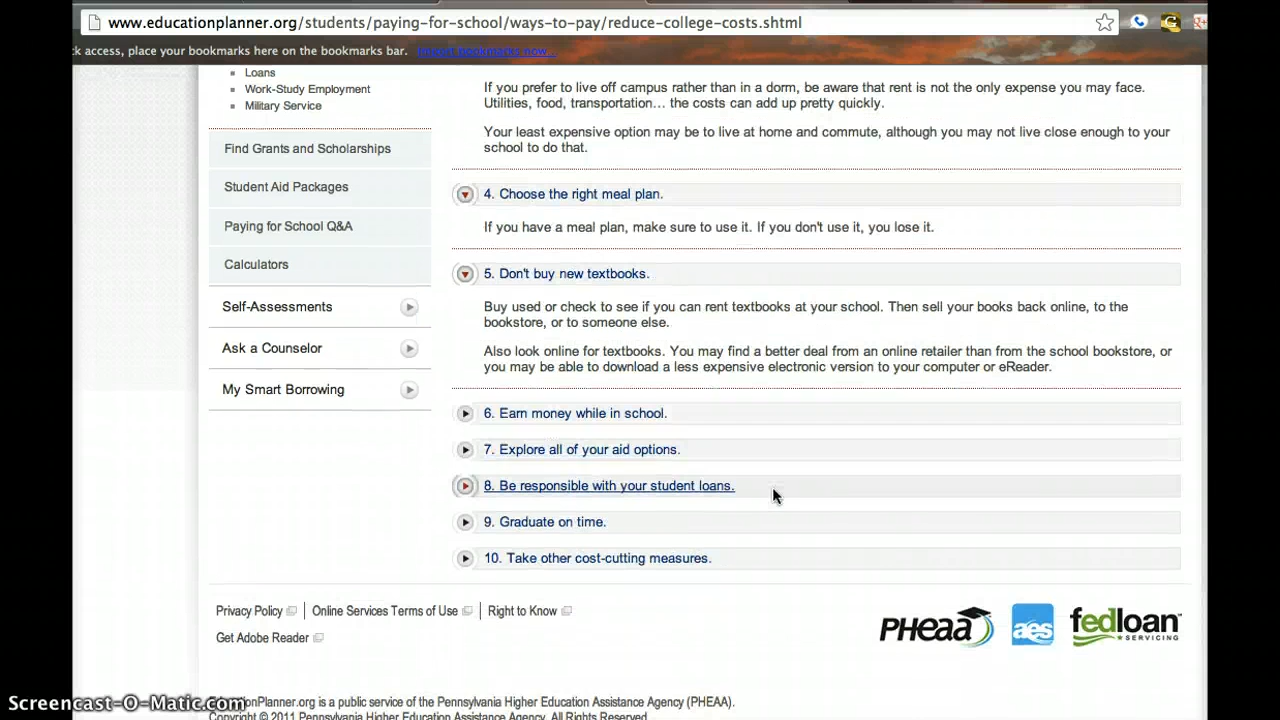 www.educationplanner.org/students/paying-for-school/ways-to-pay/reduce-college-costs.shtml
k access, place your bookmarks here on the bookmarks bar. Import bookmarks now...
Loans
Work-Study Employment
Military Service
Find Grants and Scholarships
Student Aid Packages
Paying for School Q&A
Calculators
Self-Assessments
Ask a Counselor
My Smart Borrowing
If you prefer to live off campus rather than in a dorm, be aware that rent is not the only expense you may face.
Utilities, food, transportation… the costs can add up pretty quickly.
Your least expensive option may be to live at home and commute, although you may not live close enough to your
school to do that.
4. Choose the right meal plan.
If you have a meal plan, make sure to use it. If you don't use it, you lose it.
5. Don't buy new textbooks.
Buy used or check to see if you can rent textbooks at your school. Then sell your books back online, to the
bookstore, or to someone else.
Also look online for textbooks. You may find a better deal from an online retailer than from the school bookstore, or
you may be able to download a less expensive electronic version to your computer or eReader.
6. Earn money while in school.
7. Explore all of your aid options.
8. Be responsible with your student loans.
9. Graduate on time.
10. Take other cost-cutting measures.
Privacy Policy | Online Services Terms of Use | Right to Know
Get Adobe Reader
PHEAA aes fedloan SERVICING
EducationPlanner.org is a public service of the Pennsylvania Higher Education Assistance Agency (PHEAA).
Copyright © 2011 Pennsylvania Higher Education Assistance Agency. All Rights Reserved.
Screencast-O-Matic.com